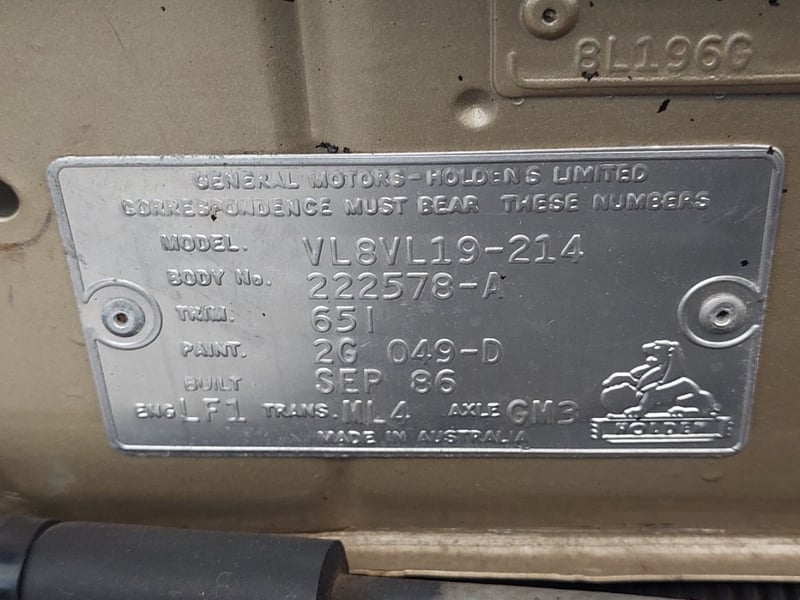 8L196G
GENERAL MOTORS-HOLDENS LIMITED
CORRESPONDENCE MUST BEAR THESE NUMBERS
MODEL. VL8VL19-214
BODY No. 222578-A
TRIM. 651
PAINT. 2G 049-D
BUILT SEP 86
ENG LF1 TRANS. ML4 AXLE GM3
HOLDEN
MADE IN AUSTRALIA